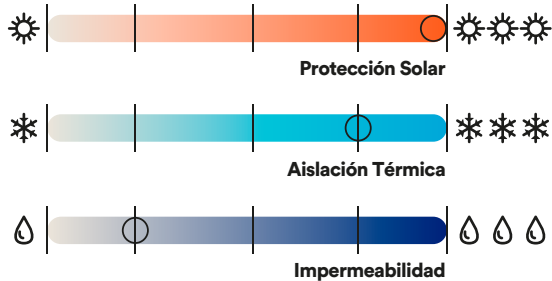 Protección Solar
Aislación Térmica
Impermeabilidad